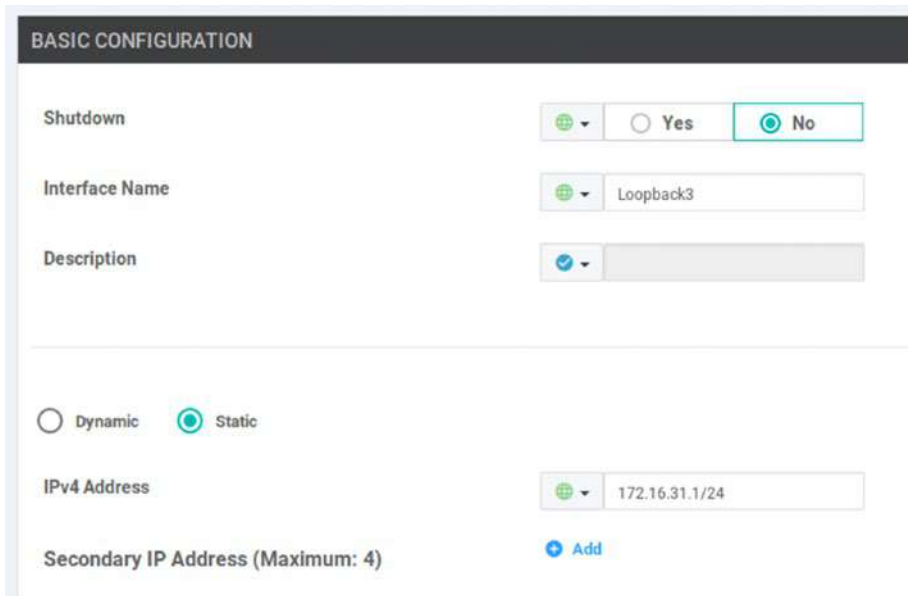 BASIC CONFIGURATION
Shutdown Yes No
Interface Name Loopback3
Description
Dynamic Static
IPv4 Address 172.16.31.1/24
Secondary IP Address (Maximum: 4) Add